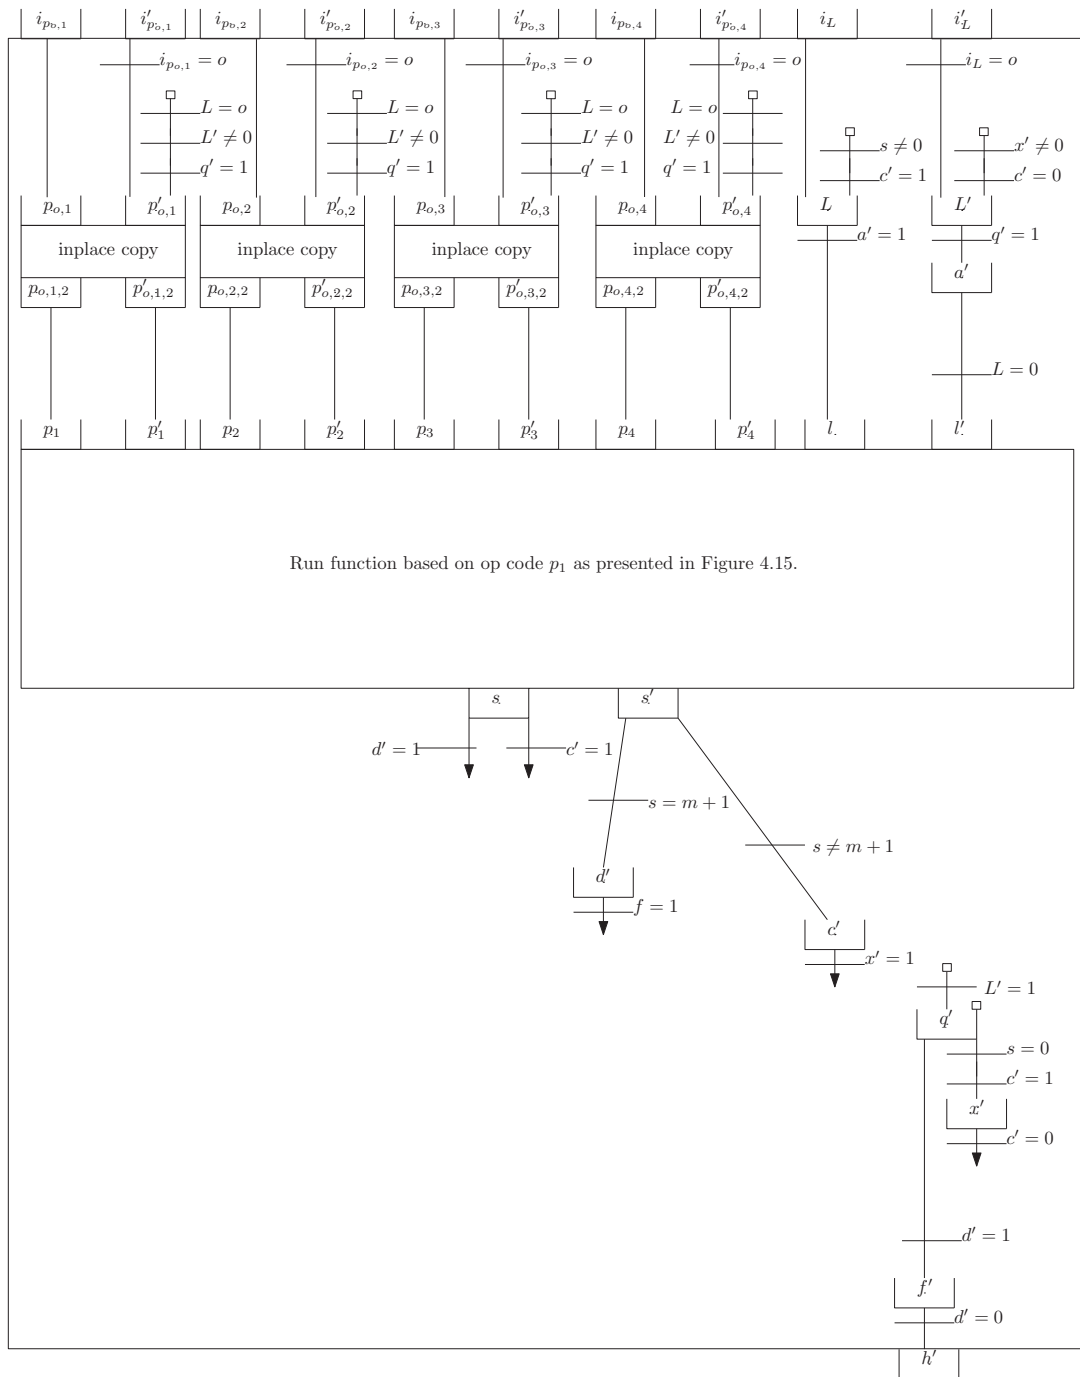 i_{p_{o,1}} i'_{p_{o,1}} i_{p_{o,2}} i'_{p_{o,2}} i_{p_{o,3}} i'_{p_{o,3}} i_{p_{o,4}} i'_{p_{o,4}} i_L i'_L
i_{p_{o,1}} = o i_{p_{o,2}} = o i_{p_{o,3}} = o i_{p_{o,4}} = o i_L = o
L = o L = o L = o L = o
L' ≠ 0 L' ≠ 0 L' ≠ 0 L' ≠ 0 s ≠ 0 x' ≠ 0
q' = 1 q' = 1 q' = 1 q' = 1 c' = 1 c' = 0
p_{o,1} p'_{o,1} p_{o,2} p'_{o,2} p_{o,3} p'_{o,3} p_{o,4} p'_{o,4} L L'
a' = 1 q' = 1
inplace copy inplace copy inplace copy inplace copy
a'
p_{o,1,2} p'_{o,1,2} p_{o,2,2} p'_{o,2,2} p_{o,3,2} p'_{o,3,2} p_{o,4,2} p'_{o,4,2}
L = 0
p_1 p'_1 p_2 p'_2 p_3 p'_3 p_4 p'_4 l l'
Run function based on op code p_1 as presented in Figure 4.15.
s s'
d' = 1 c' = 1
s = m + 1
s ≠ m + 1
d'
f = 1
c'
x' = 1
L' = 1
q'
s = 0
c' = 1
x'
c' = 0
d' = 1
f'
d' = 0
h'